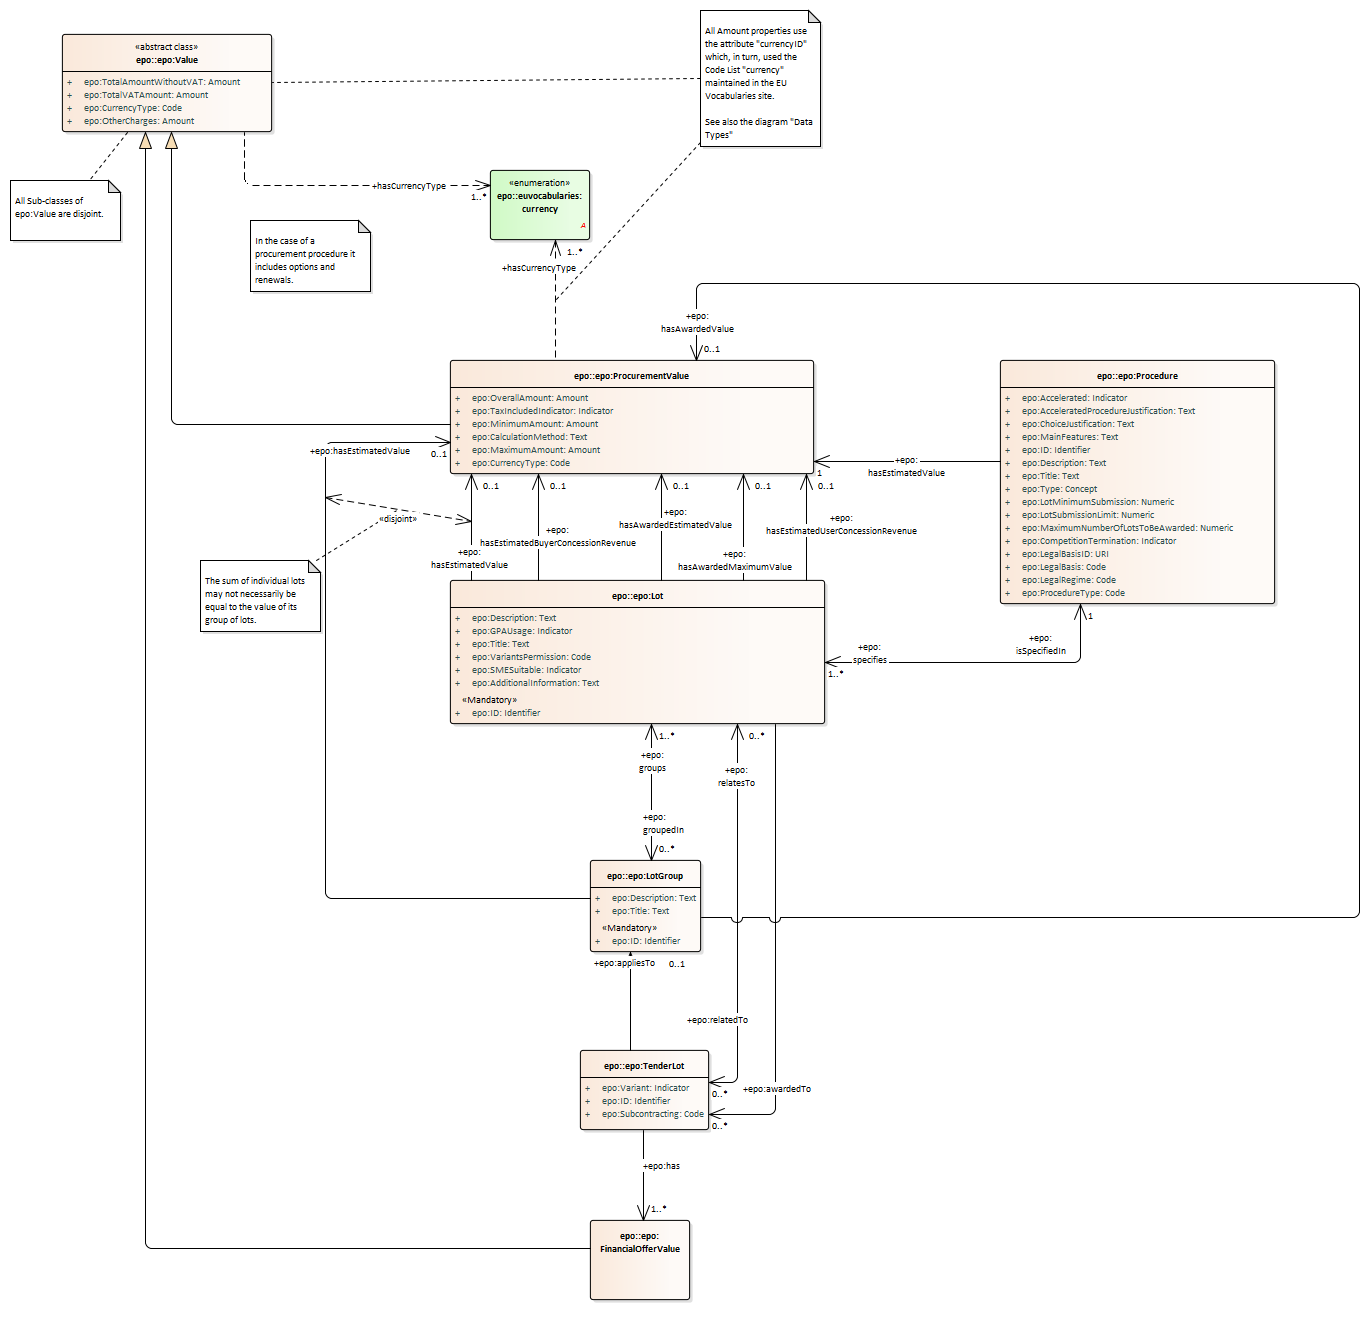 «abstract class»
epo::epo:Value
+ epo:TotalAmountWithoutVAT: Amount
+ epo:TotalVATAmount: Amount
+ epo:CurrencyType: Code
+ epo:OtherCharges: Amount
All Amount properties use
the attribute "currencyID"
which, in turn, used the
Code List "currency"
maintained in the EU
Vocabularies site.
See also the diagram "Data
Types"
All Sub-classes of
epo:Value are disjoint.
+hasCurrencyType
1..*
«enumeration»
epo::euvocabularies:
currency
A
In the case of a
procurement procedure it
includes options and
renewals.
1..*
+hasCurrencyType
+epo:
hasAwardedValue
0..1
epo::epo:ProcurementValue
+ epo:OverallAmount: Amount
+ epo:TaxIncludedIndicator: Indicator
+ epo:MinimumAmount: Amount
+ epo:CalculationMethod: Text
+ epo:MaximumAmount: Amount
+ epo:CurrencyType: Code
epo::epo:Procedure
+ epo:Accelerated: Indicator
+ epo:AcceleratedProcedureJustification: Text
+ epo:ChoiceJustification: Text
+ epo:MainFeatures: Text
+ epo:ID: Identifier
+ epo:Description: Text
+ epo:Title: Text
+ epo:Type: Concept
+ epo:LotMinimumSubmission: Numeric
+ epo:LotSubmissionLimit: Numeric
+ epo:MaximumNumberOfLotsToBeAwarded: Numeric
+ epo:CompetitionTermination: Indicator
+ epo:LegalBasisID: URI
+ epo:LegalBasis: Code
+ epo:LegalRegime: Code
+ epo:ProcedureType: Code
+epo:hasEstimatedValue
0..1
+epo:
hasEstimatedValue
1
0..1
0..1
0..1
0..1
0..1
«disjoint»
+epo:
hasEstimatedValue
+epo:
hasEstimatedBuyerConcessionRevenue
+epo:
hasAwardedEstimatedValue
+epo:
hasAwardedMaximumValue
+epo:
hasEstimatedUserConcessionRevenue
The sum of individual lots
may not necessarily be
equal to the value of its
group of lots.
epo::epo:Lot
+ epo:Description: Text
+ epo:GPAUsage: Indicator
+ epo:Title: Text
+ epo:VariantsPermission: Code
+ epo:SMESuitable: Indicator
+ epo:AdditionalInformation: Text
«Mandatory»
+ epo:ID: Identifier
+epo:
specifies
1..*
+epo:
isSpecifiedIn
1
1..*
+epo:
groups
0..*
+epo:
relatesTo
+epo:
groupedIn
0..*
epo::epo:LotGroup
+ epo:Description: Text
+ epo:Title: Text
«Mandatory»
+ epo:ID: Identifier
+epo:appliesTo
0..1
+epo:relatedTo
0..*
+epo:awardedTo
0..*
epo::epo:TenderLot
+ epo:Variant: Indicator
+ epo:ID: Identifier
+ epo:Subcontracting: Code
+epo:has
1..*
epo::epo:
FinancialOfferValue